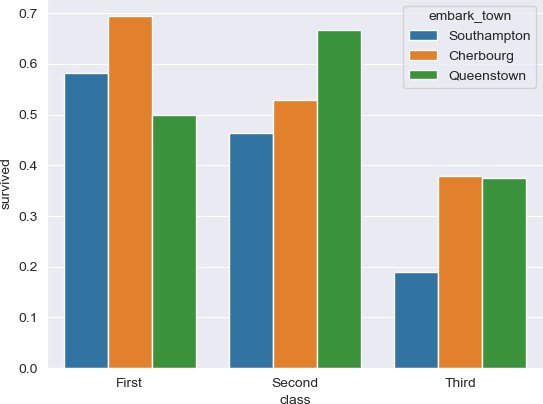 0.7
0.6
0.5
0.4
0.3
0.2
0.1
0.0
survived
embark_town
Southampton
Cherbourg
Queenstown
First Second Third
class